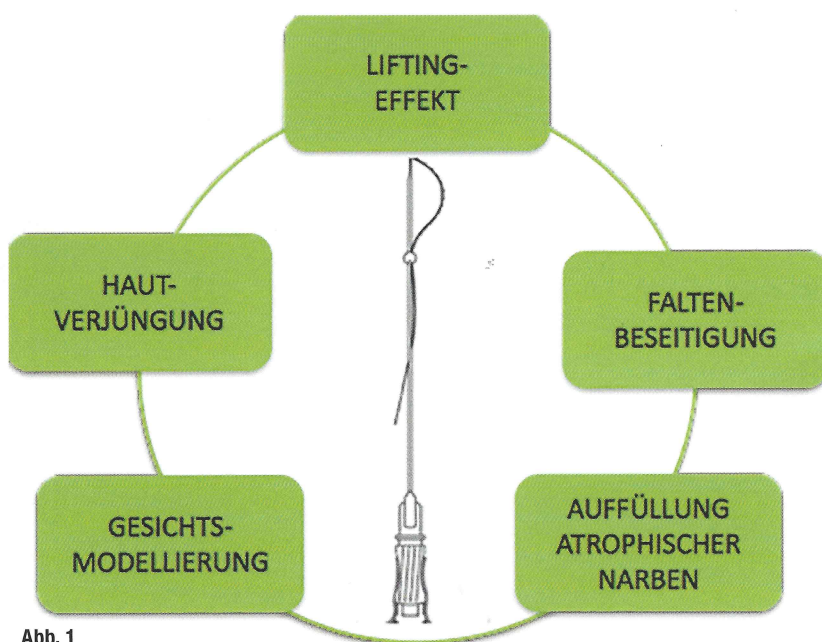 LIFTING-
EFFEKT
HAUT-
VERJÜNGUNG
FALTEN-
BESEITIGUNG
GESICHTS-
MODELLIERUNG
AUFFÜLLUNG
ATROPHISCHER
NARBEN
Abb. 1